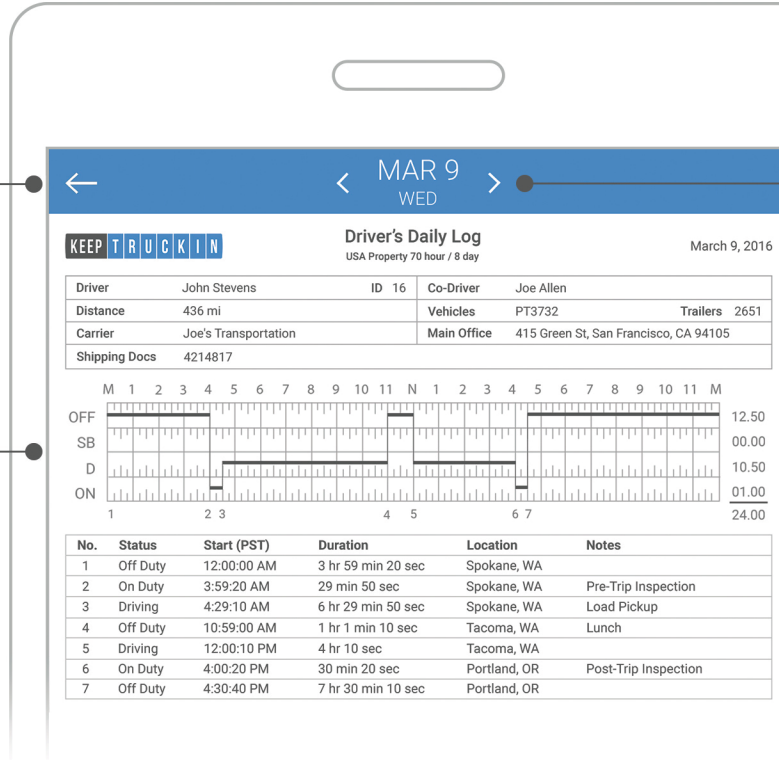 MAR 9
WED
KEEP TRUCKIN
Driver's Daily Log
USA Property 70 hour / 8 day
March 9, 2016
Driver John Stevens ID 16 Co-Driver Joe Allen
Distance 436 mi Vehicles PT3732 Trailers 2651
Carrier Joe's Transportation Main Office 415 Green St, San Francisco, CA 94105
Shipping Docs 4214817
M 1 2 3 4 5 6 7 8 9 10 11 N 1 2 3 4 5 6 7 8 9 10 11 M
OFF 12.50
SB 00.00
D 10.50
ON 01.00
1 2 3 4 5 6 7 24.00
No. Status Start (PST) Duration Location Notes
1 Off Duty 12:00:00 AM 3 hr 59 min 20 sec Spokane, WA
2 On Duty 3:59:20 AM 29 min 50 sec Spokane, WA Pre-Trip Inspection
3 Driving 4:29:10 AM 6 hr 29 min 50 sec Spokane, WA Load Pickup
4 Off Duty 10:59:00 AM 1 hr 1 min 10 sec Tacoma, WA Lunch
5 Driving 12:00:10 PM 4 hr 10 sec Tacoma, WA
6 On Duty 4:00:20 PM 30 min 20 sec Portland, OR Post-Trip Inspection
7 Off Duty 4:30:40 PM 7 hr 30 min 10 sec Portland, OR